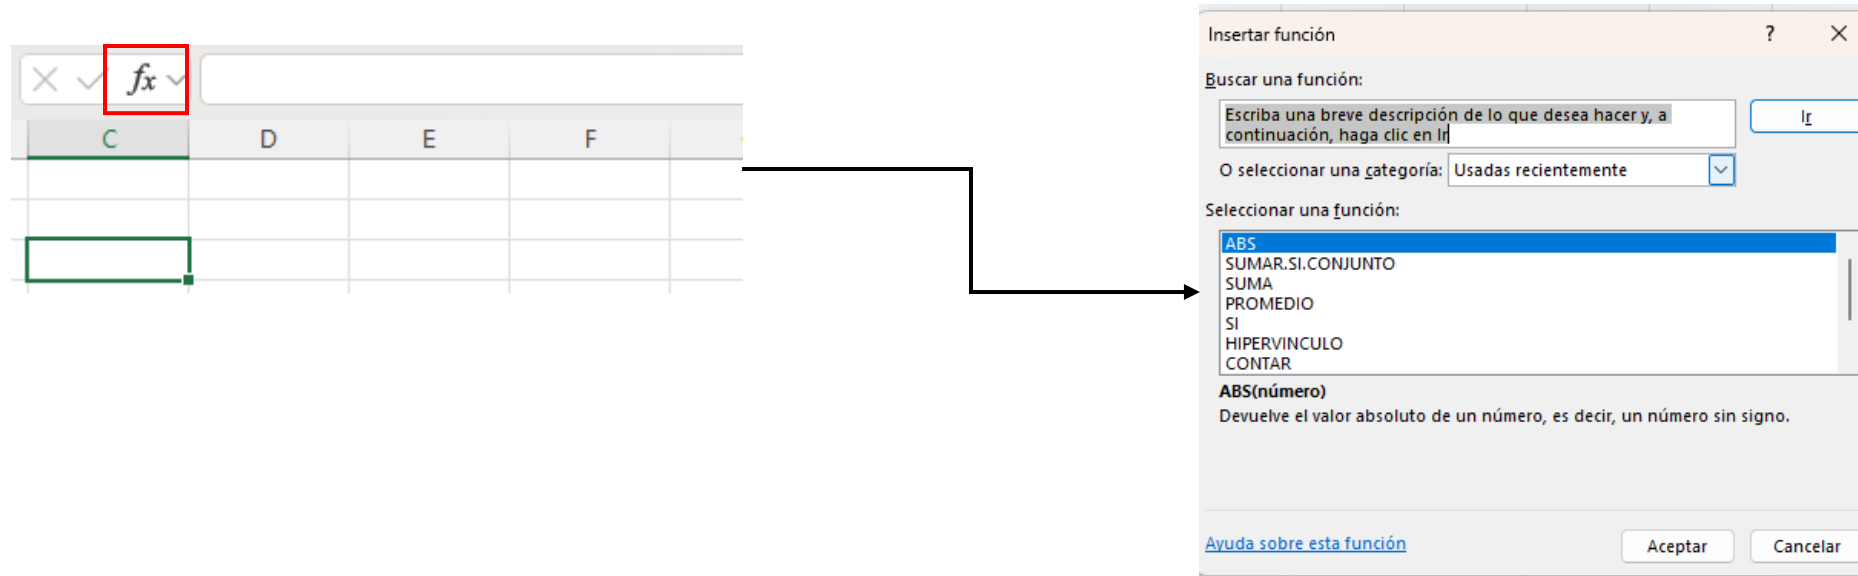 fx
C D E F
Insertar función ?
Buscar una función:
Escriba una breve descripción de lo que desea hacer y, a
continuación, haga clic en Ir
Ir
O seleccionar una categoría: Usadas recientemente
Seleccionar una función:
ABS
SUMAR.SI.CONJUNTO
SUMA
PROMEDIO
SI
HIPERVINCULO
CONTAR
ABS(número)
Devuelve el valor absoluto de un número, es decir, un número sin signo.
Ayuda sobre esta función
Aceptar Cancelar